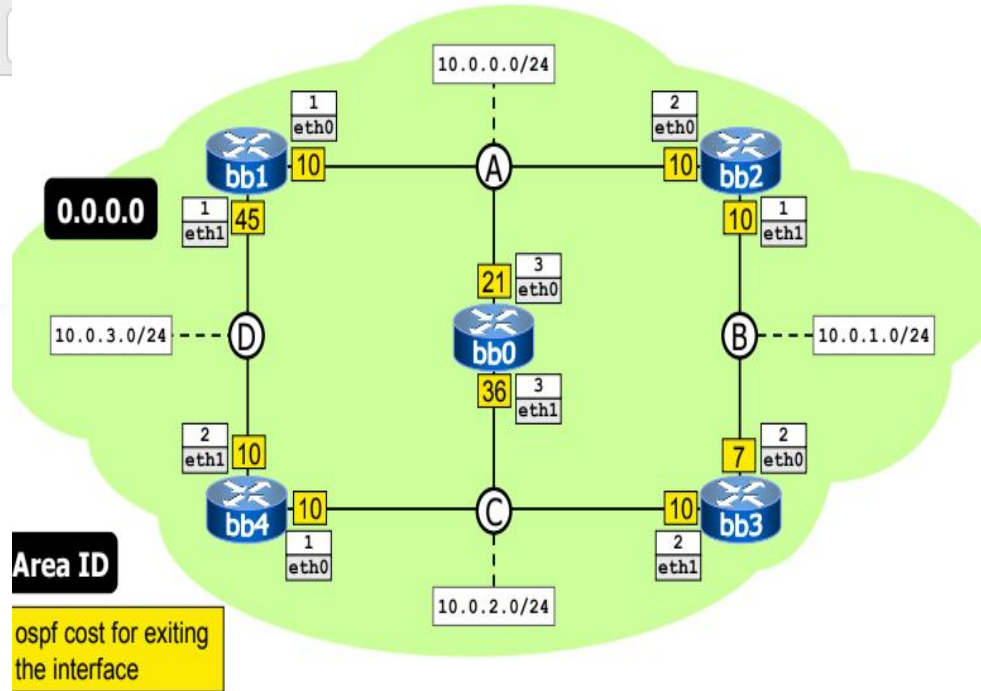 10.0.0.0/24
1
eth0
2
eth0
bb1
10
A
10
bb2
0.0.0.0
1
eth1
45
10
1
eth1
21
3
eth0
10.0.3.0/24
D
bb0
B
10.0.1.0/24
36
3
eth1
2
eth1
10
7
2
eth0
bb4
10
C
10
bb3
1
eth0
2
eth1
Area ID
10.0.2.0/24
ospf cost for exiting
the interface